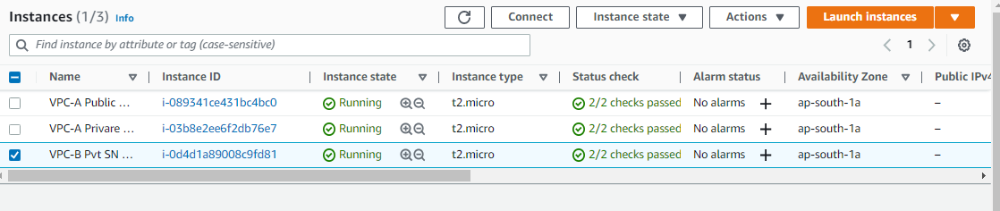 Instances (1/3) Info Connect Instance state Actions Launch instances
Find instance by attribute or tag (case-sensitive) 1
Name Instance ID Instance state Instance type Status check Alarm status Availability Zone Public IPv4
VPC-A Public ... i-089341ce431bc4bc0 Running t2.micro 2/2 checks passed No alarms + ap-south-1a –
VPC-A Prirare ... i-03b8e2ee6f2db76e7 Running t2.micro 2/2 checks passed No alarms + ap-south-1a –
VPC-B Pvt SN ... i-0d4d1a89008c9fd81 Running t2.micro 2/2 checks passed No alarms + ap-south-1a –